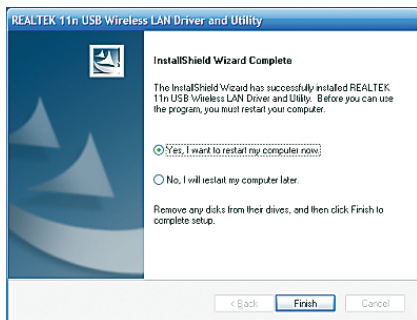 REALTEK 11n USB Wireless LAN Driver and Utility
InstallShield Wizard Complete
The InstallShield Wizard has successfully installed REALTEK
11n USB Wireless LAN Driver and Utility. Before you can use
the program, you must restart your computer.
Yes, I want to restart my computer now.
No, I will restart my computer later.
Remove any disks from their drives, and then click Finish to
complete setup.
< Back
Finish
Cancel